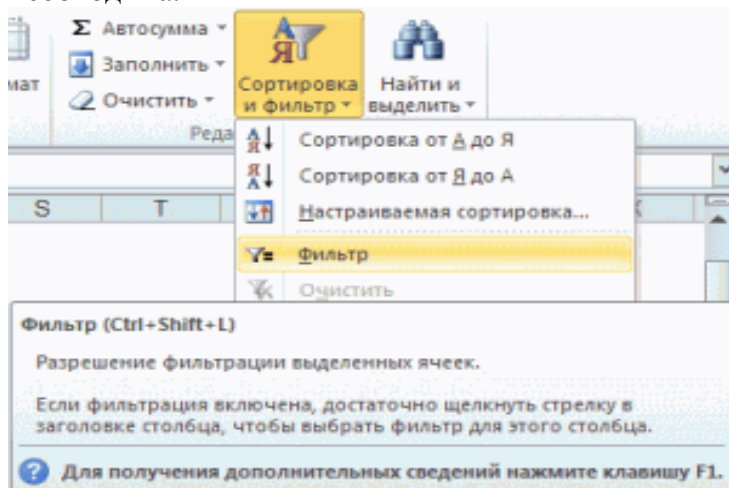 Σ Автосумма
Заполнить
Очистить
мат
Сортировка
и фильтр
Найти и
выделить
Реда
Сортировка от А до Я
Сортировка от Я до А
Настраиваемая сортировка...
S T
Фильтр
Очистить
Фильтр (Ctrl+Shift+L)
Разрешение фильтрации выделенных ячеек.
Если фильтрация включена, достаточно щелкнуть стрелку в
заголовке столбца, чтобы выбрать фильтр для этого столбца.
Для получения дополнительных сведений нажмите клавишу F1.